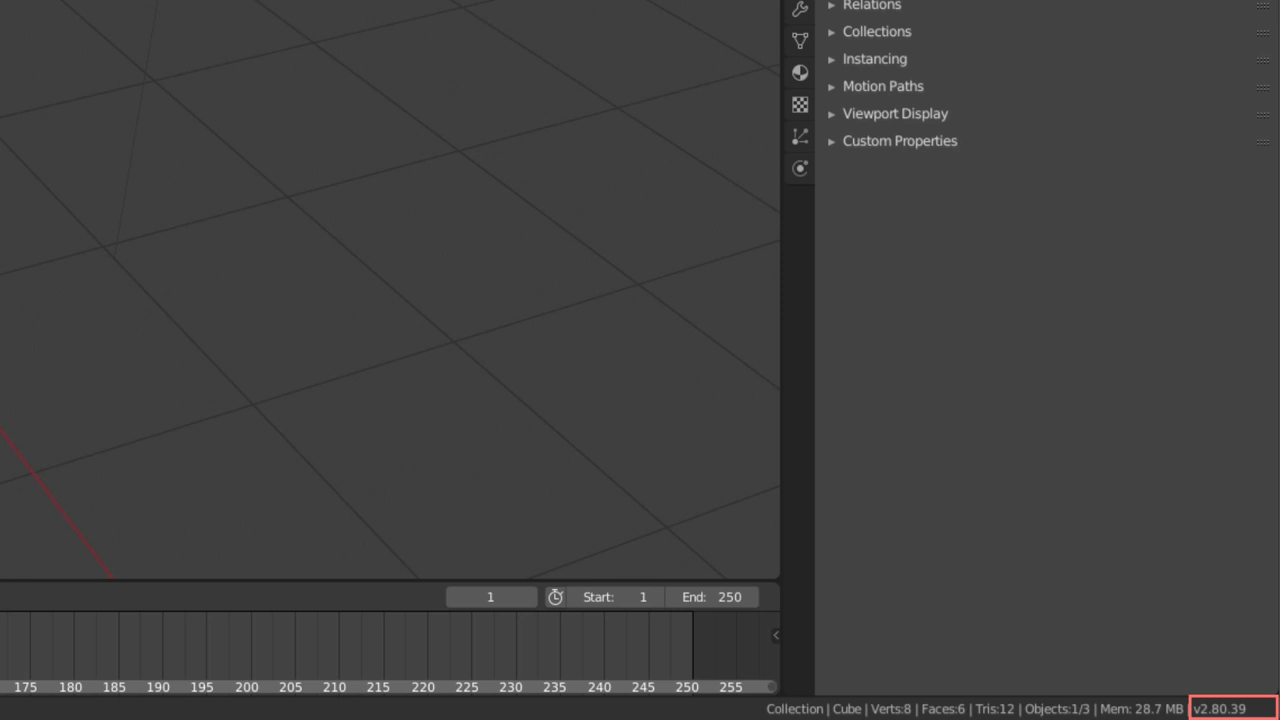 Relations
Collections
Instancing
Motion Paths
Viewport Display
Custom Properties
1
Start: 1
End: 250
175 180 185 190 195 200 205 210 215 220 225 230 235 240 245 250 255
Collection | Cube | Verts:8 | Faces:6 | Tris:12 | Objects:1/3 | Mem: 28.7 MB | v2.80.39